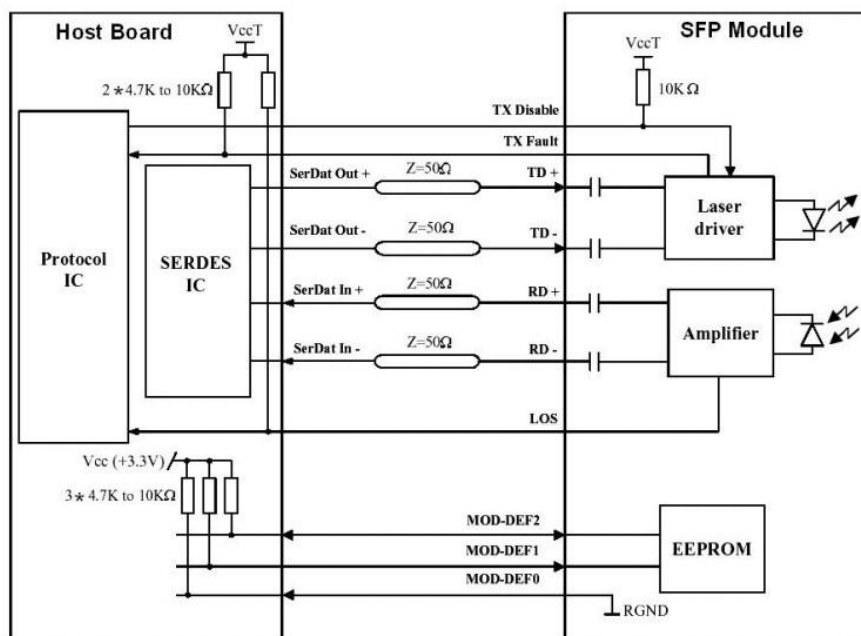 Host Board
SFP Module
VccT
VccT
2*4.7K to 10KΩ
10KΩ
TX Disable
TX Fault
SerDat Out +
Z=50Ω
TD +
Laser
driver
SerDat Out -
Z=50Ω
TD -
Protocol
IC
SERDES
IC
SerDat In +
Z=50Ω
RD +
Amplifier
SerDat In -
Z=50Ω
RD -
LOS
Vcc (+3.3V)
3*4.7K to 10KΩ
MOD-DEF2
EEPROM
MOD-DEF1
MOD-DEF0
RGND